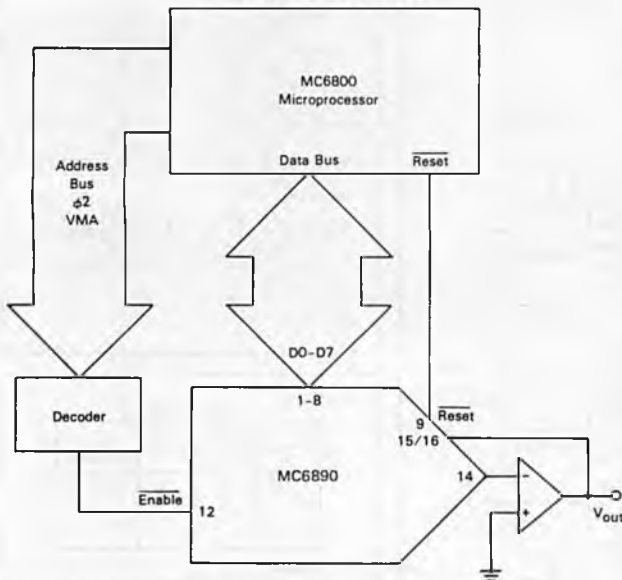 MC6800
Microprocessor
Data Bus
Reset
Address
Bus
ϕ2
VMA
D0-D7
Decoder
1-8
Reset
9
15/16
MC6890
14
Enable
12
-
+
Vout